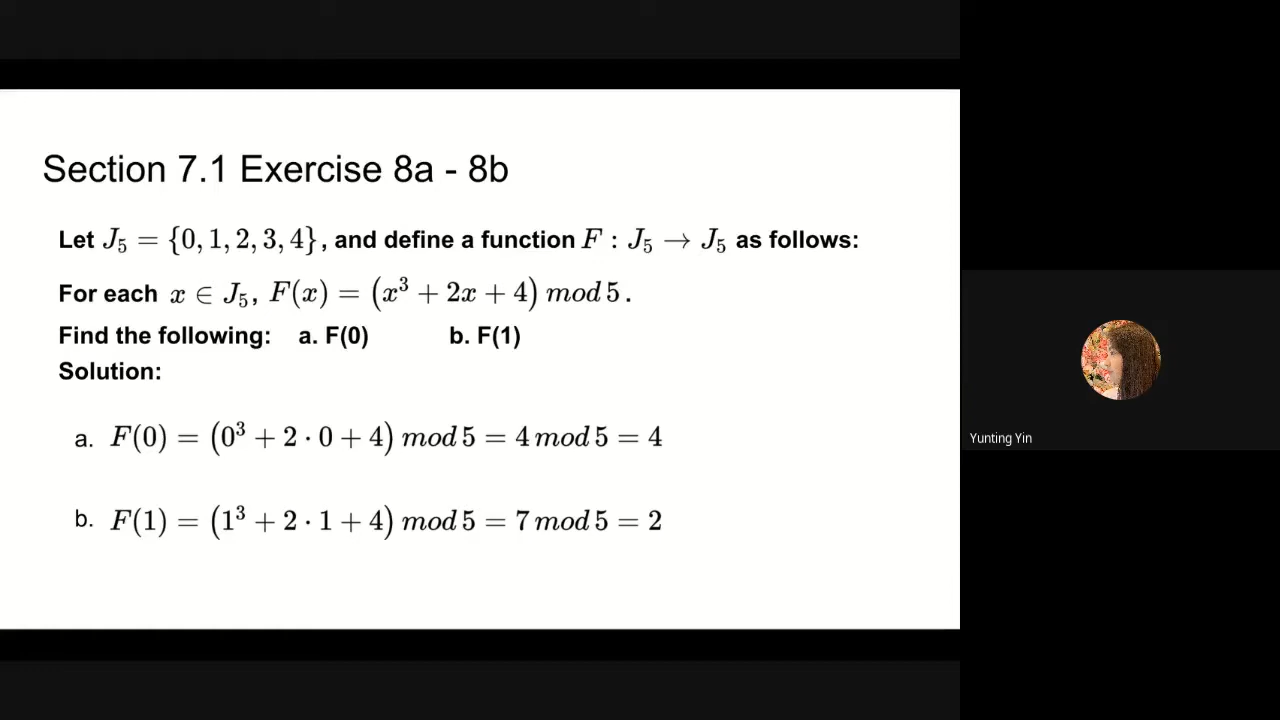 Section 7.1 Exercise 8a - 8b
Let J₅ = {0, 1, 2, 3, 4}, and define a function F : J₅ → J₅ as follows:
For each x ∈ J₅, F(x) = (x³ + 2x + 4) mod 5.
Find the following: a. F(0) b. F(1)
Solution:
a. F(0) = (0³ + 2 · 0 + 4) mod 5 = 4 mod 5 = 4
b. F(1) = (1³ + 2 · 1 + 4) mod 5 = 7 mod 5 = 2
Yunting Yin